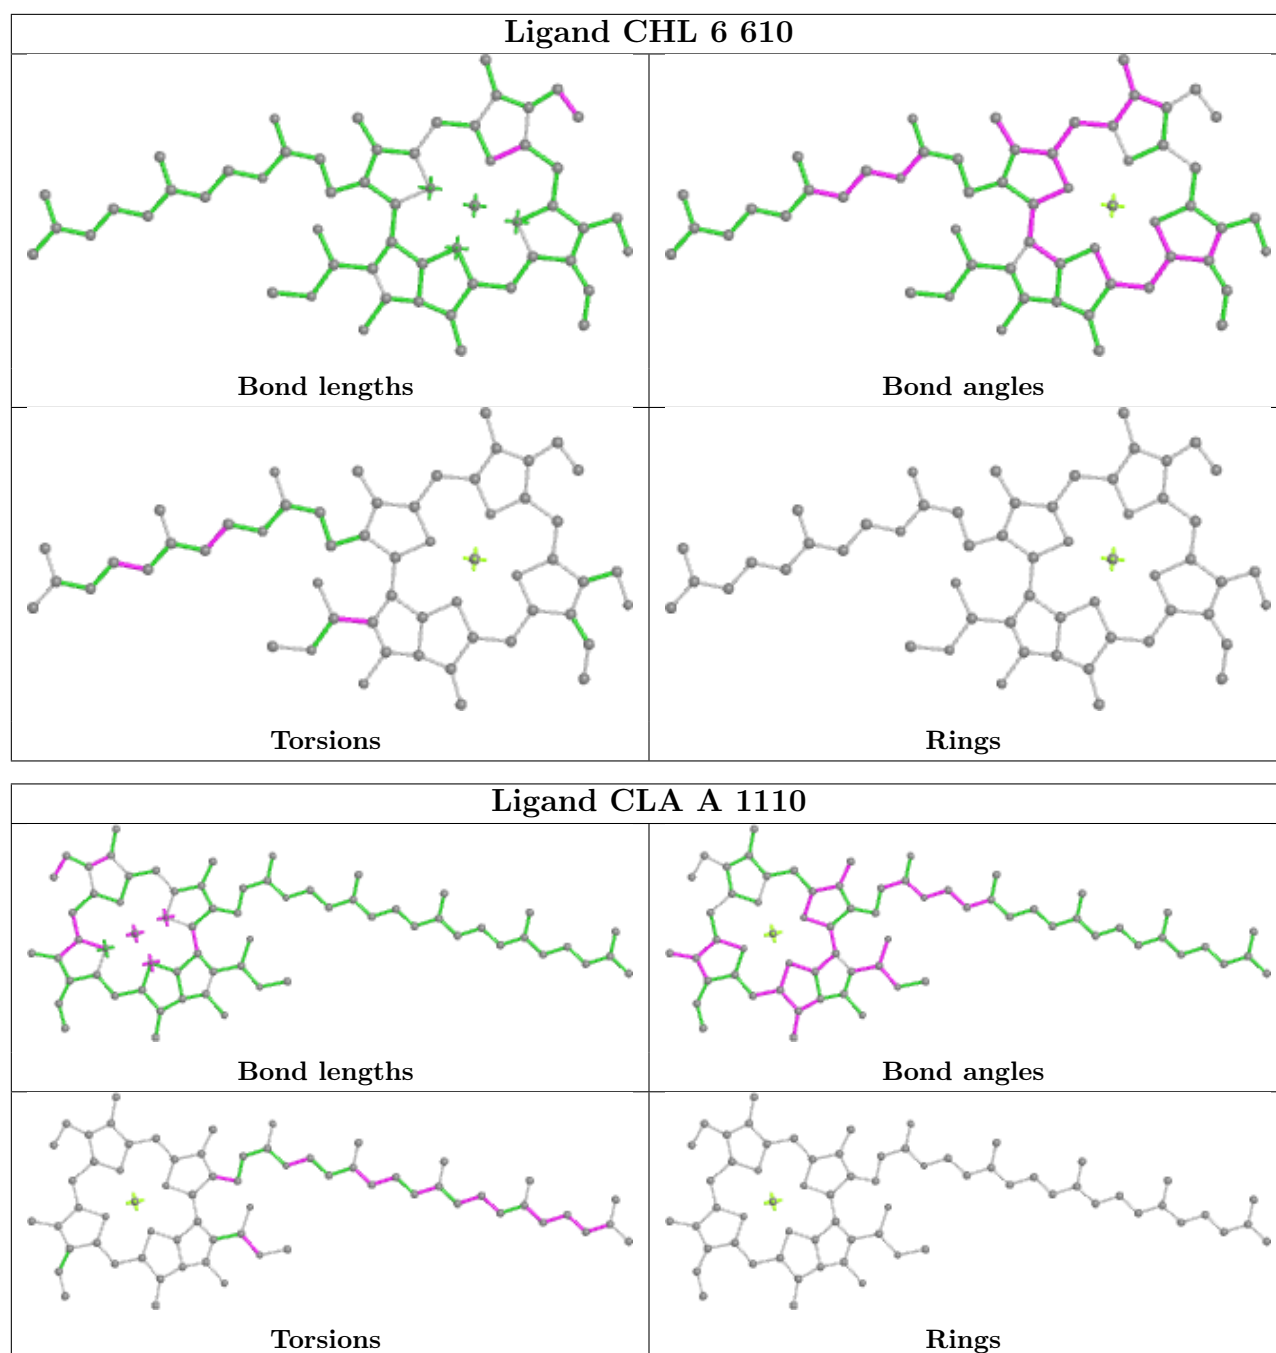 Ligand CHL 6 610
Bond lengths
Bond angles
Torsions
Rings
Ligand CLA A 1110
Bond lengths
Bond angles
Torsions
Rings